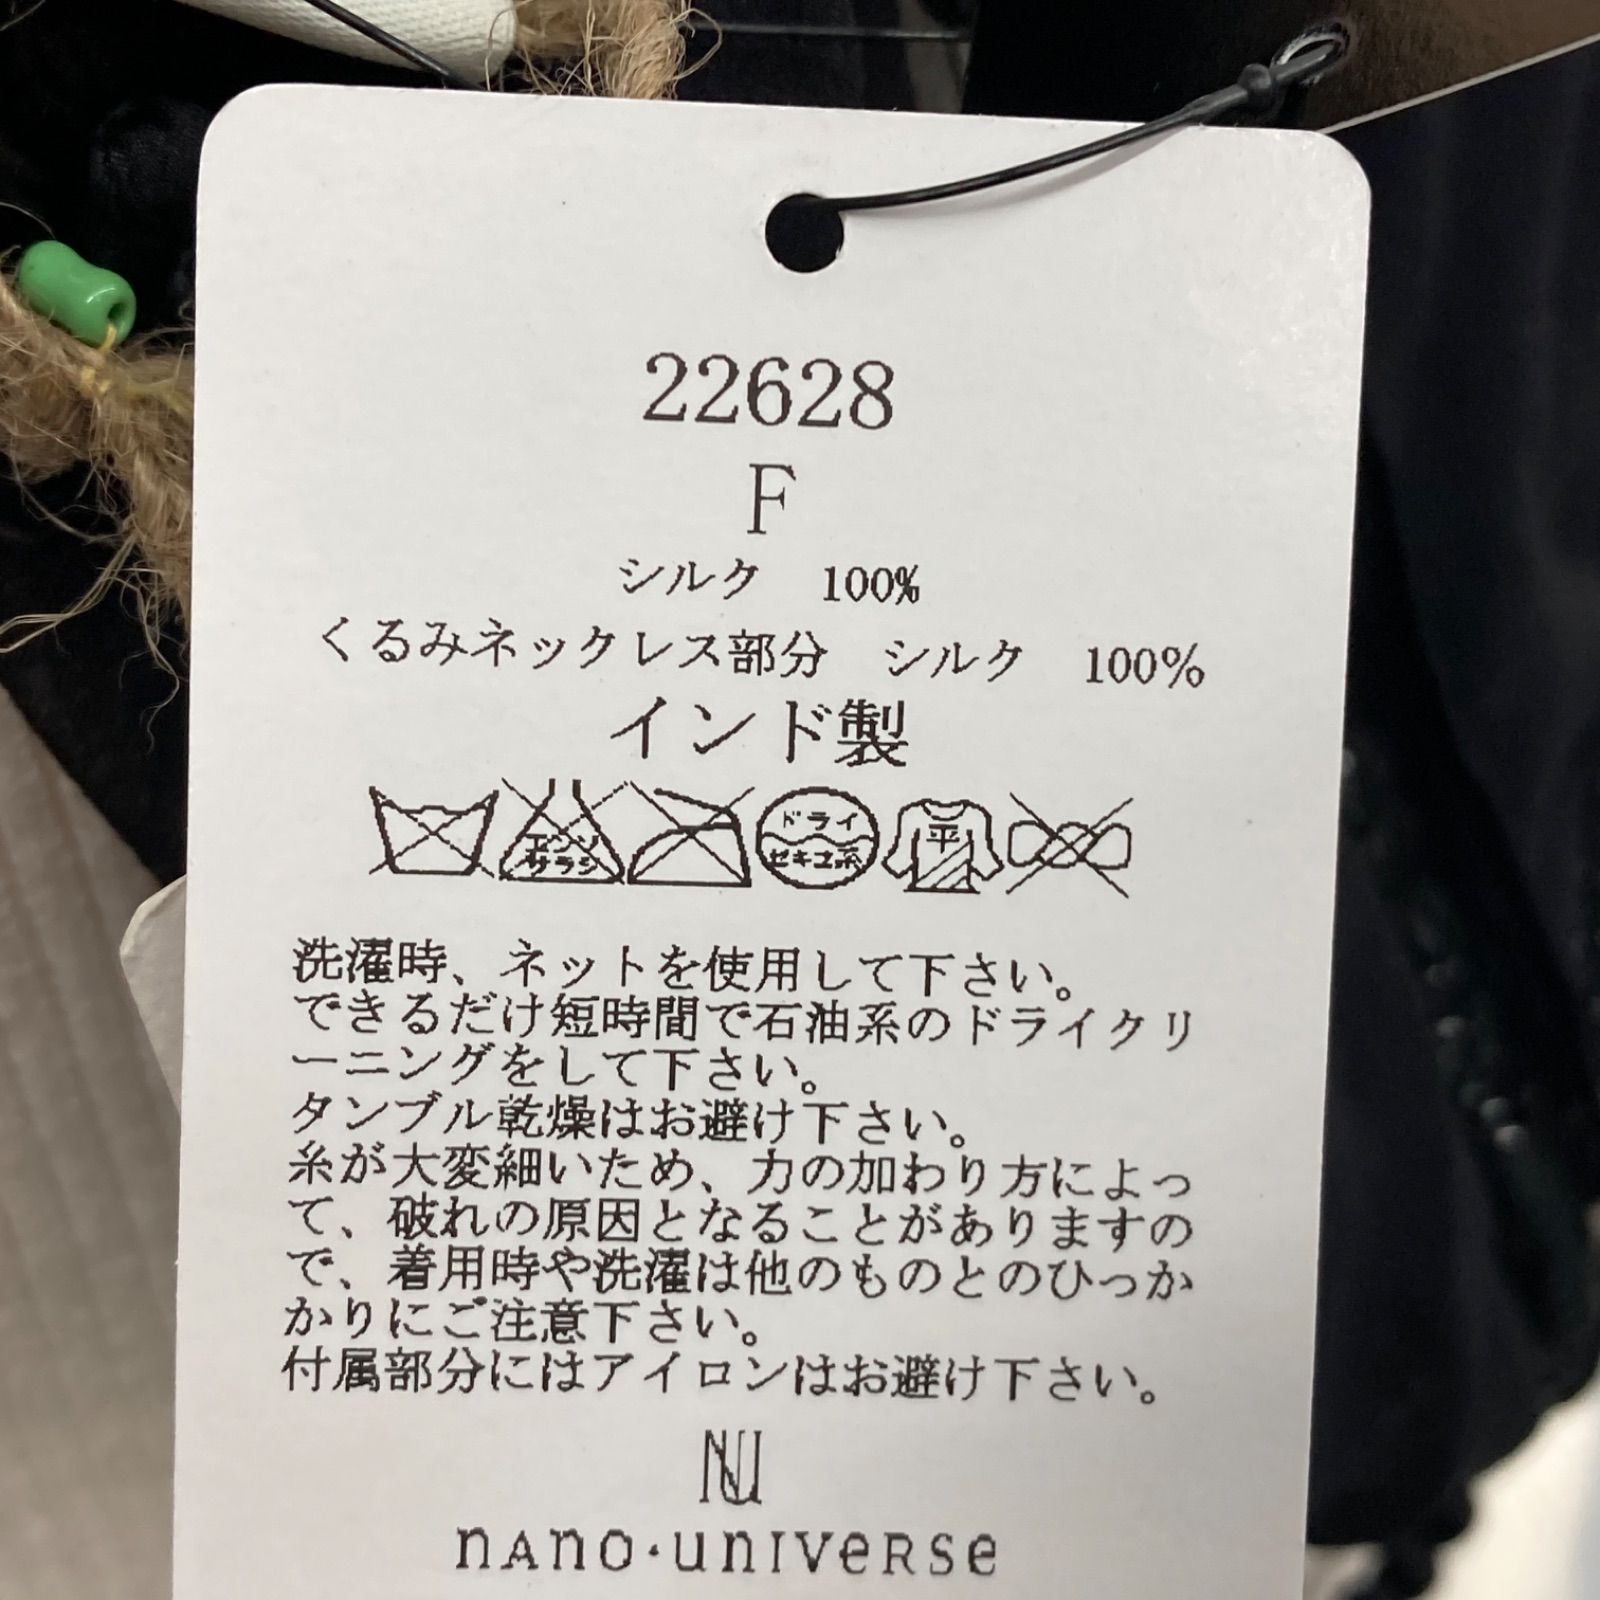 22628
F
シルク 100%
くるみネックレス部分 シルク 100%
インド製
エンソ
サラシ
ドライ
セキユ系
平
洗濯時、ネットを使用して下さい。
できるだけ短時間で石油系のドライクリ
ーニングをして下さい。
タンブル乾燥はお避け下さい。
糸が大変細いため、力の加わり方によっ
て、破れの原因となることがありますの
で、着用時や洗濯は他のものとのひっか
かりにご注意下さい。
付属部分にはアイロンはお避け下さい。
NU
nAno・unIVeRse